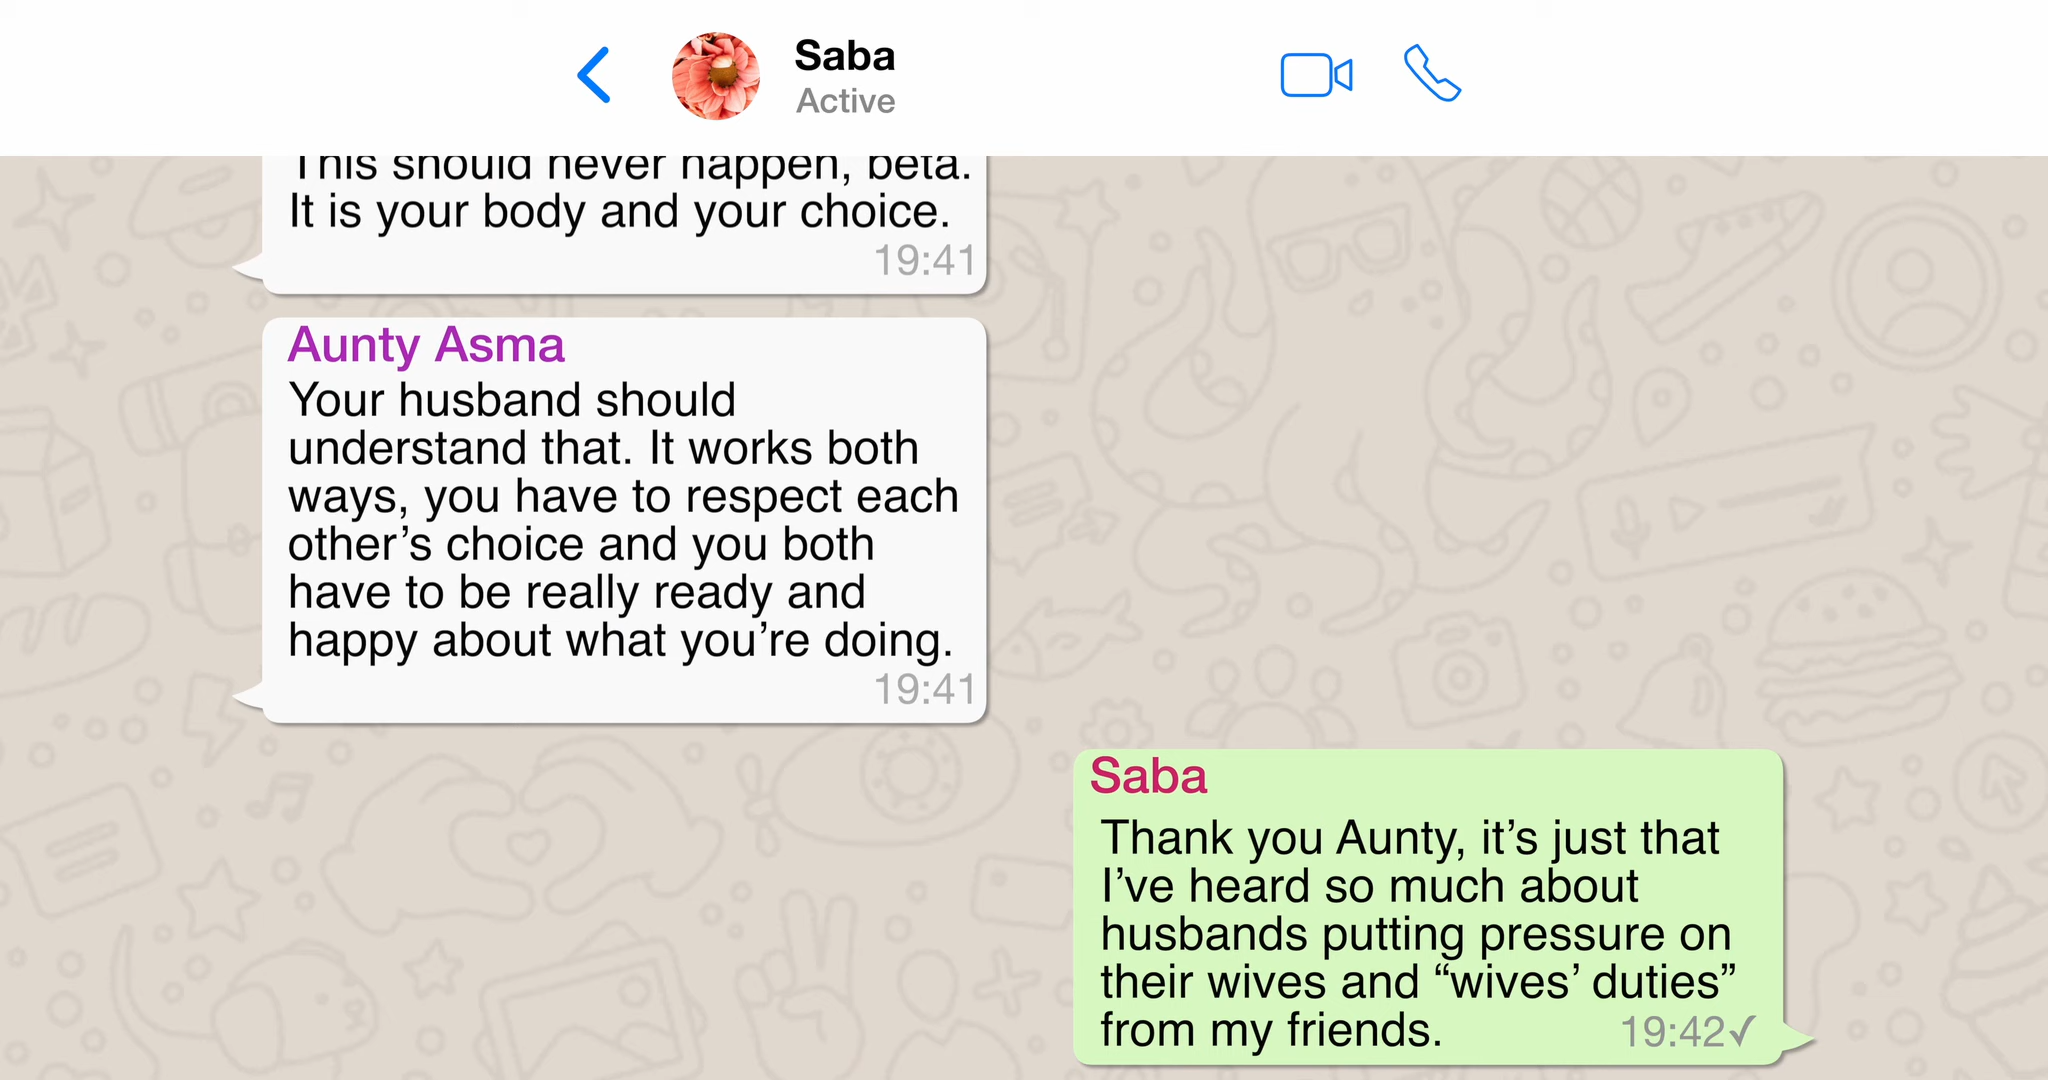 Saba
Active
This should never happen, beta.
It is your body and your choice.
19:41
Aunty Asma
Your husband should
understand that. It works both
ways, you have to respect each
other’s choice and you both
have to be really ready and
happy about what you’re doing.
19:41
Saba
Thank you Aunty, it’s just that
I’ve heard so much about
husbands putting pressure on
their wives and “wives’ duties”
from my friends.
19:42✓